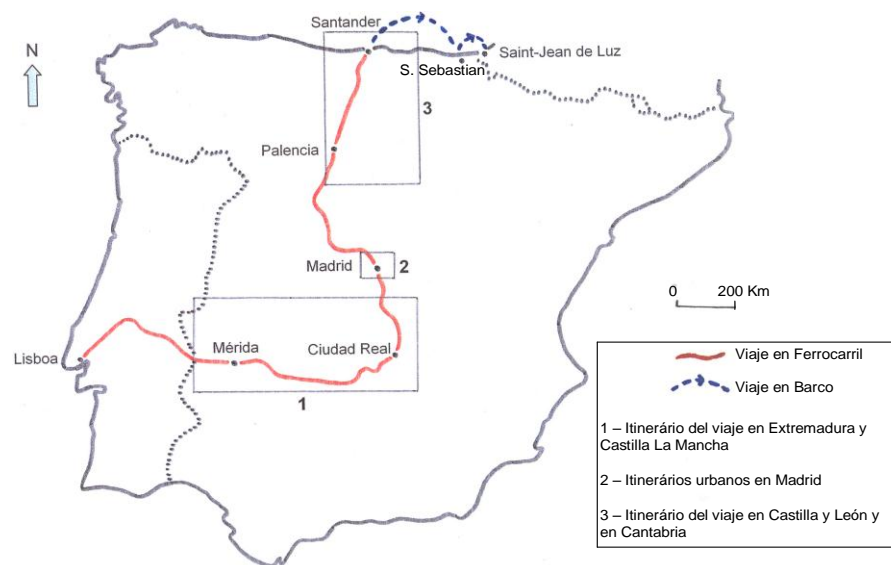 Santander
N
Saint-Jean de Luz
S. Sebastian
3
Palencia
Madrid
2
0 200 Km
Lisboa
Mérida
Ciudad Real
1
Viaje en Ferrocarril
Viaje en Barco
1 – Itinerário del viaje en Extremadura y
Castilla La Mancha
2 – Itinerários urbanos en Madrid
3 – Itinerário del viaje en Castilla y León y
en Cantabria